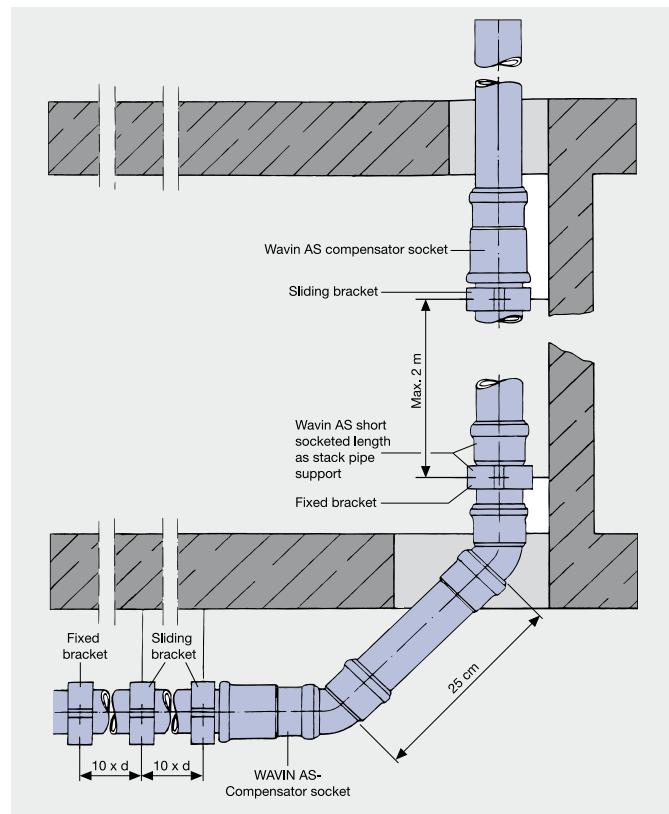 Wavin AS compensator socket
Sliding bracket
Max. 2 m
Wavin AS short
socketed length
as stack pipe
support
Fixed bracket
Fixed
bracket
Sliding
bracket
25 cm
10 x d
10 x d
WAVIN AS-
Compensator socket